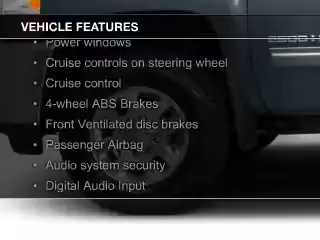 VEHICLE FEATURES
• Power windows
• Cruise controls on steering wheel
• Cruise control
• 4-wheel ABS Brakes
• Front Ventilated disc brakes
• Passenger Airbag
• Audio system security
• Digital Audio Input